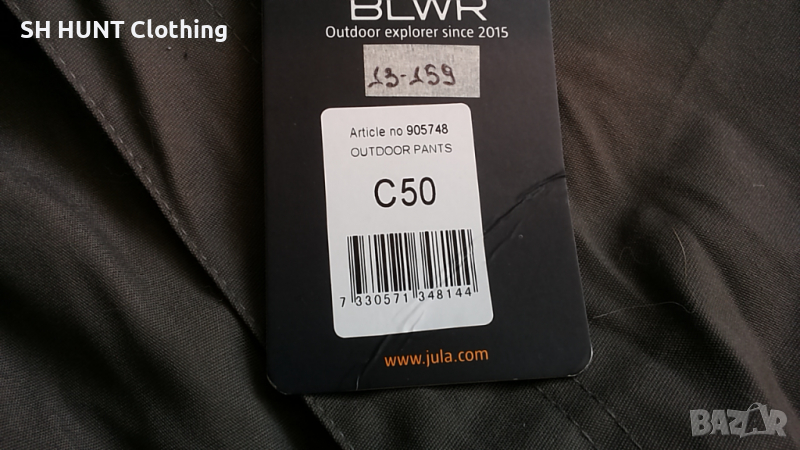 SH HUNT Clothing
BLWR
Outdoor explorer since 2015
13-159
Article no 905748
OUTDOOR PANTS
C50
7 330571 348144
www.jula.com
BAZAR